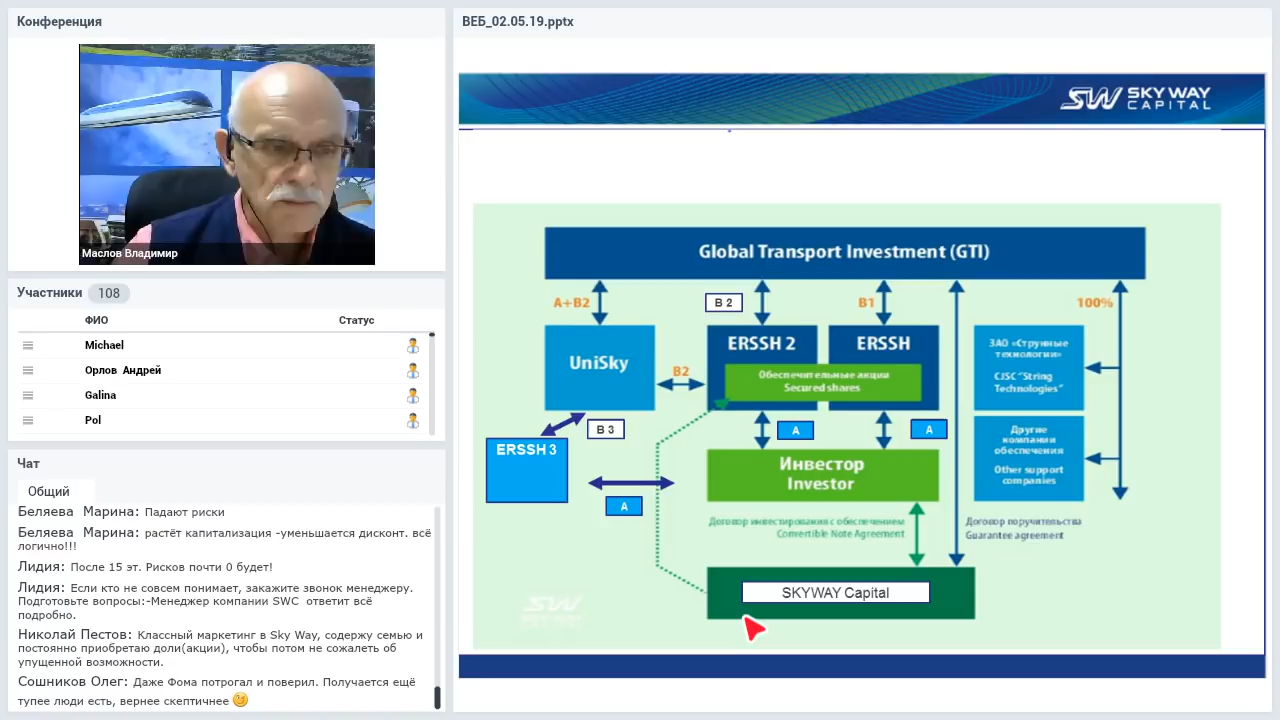 Конференция
Маслов Владимир
Участники 108
ФИО Статус
Michael
Орлов Андрей
Galina
Pol
Чат
Общий
Беляева Марина: Падают риски
Беляева Марина: растёт капитализация -уменьшается дисконт. всё
логично!!!
Лидия: После 15 эт. Рисков почти 0 будет!
Лидия: Если кто не совсем понимает, закажите звонок менеджеру.
Подготовьте вопросы:-Менеджер компании SWC ответит всё
подробно.
Николай Пестов: Классный маркетинг в Sky Way, содержу семью и
постоянно приобретаю доли(акции), чтобы потом не сожалеть об
упущенной возможности.
Сошников Олег: Даже Фома потрогал и поверил. Получается ещё
тупее люди есть, вернее скептичнее
ВЕБ_02.05.19.pptx
SW SKY WAY
CAPITAL
Global Transport Investment (GTI)
A+B2
B 2
B1
100%
UniSky
B2
ERSSH 2
ERSSH
Обеспечительные акции
Secured shares
ЗАО «Струнные
технологии»
CJSC "String
Technologies"
B 3
A
A
ERSSH 3
A
Инвестор
Investor
Другие
компании
обеспечения
Other support
companies
Договор инвестирования с обеспечением
Convertible Note Agreement
Договор поручительства
Guarantee agreement
SKYWAY Capital
SW
SKY WAY